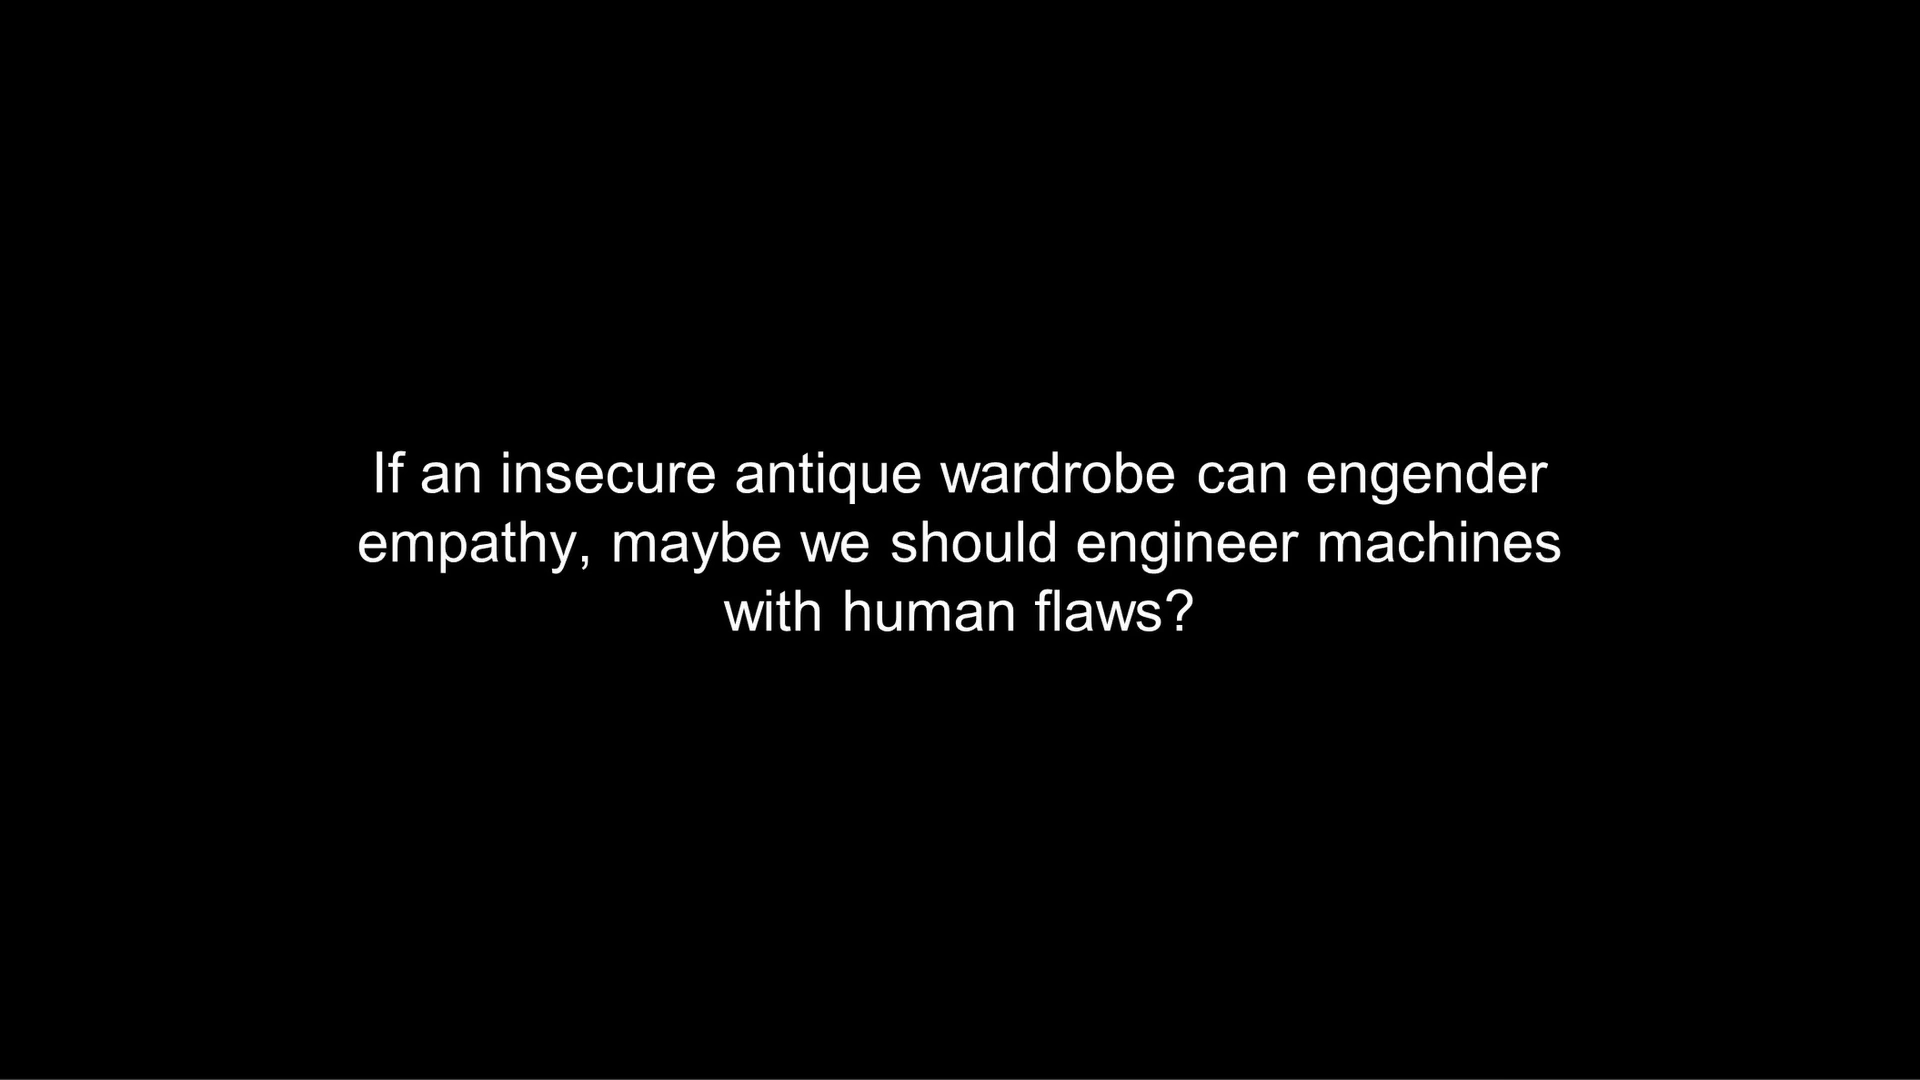 If an insecure antique wardrobe can engender
empathy, maybe we should engineer machines
with human flaws?